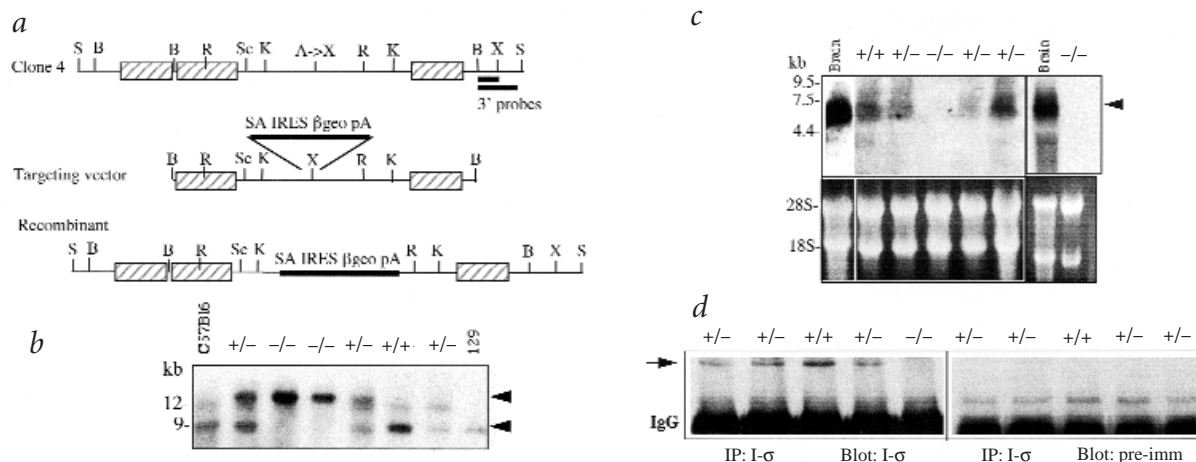 a
S B B R Sc K A->X R K B X S
Clone 4
3' probes
SA IRES βgeo pA
B R Sc K X R K B
Targeting vector
Recombinant
S B B R Sc K SA IRES βgeo pA R K B X S
b
C57Bl6 +/– –/– –/– +/– +/+ +/– 129
kb
12
9-
c
kb Brain +/+ +/– –/– +/– +/– Brain –/–
9.5-
7.5-
4.4-
28S-
18S-
d
+/– +/– +/+ +/– –/– +/– +/– +/+ +/– +/–
IgG
IP: I-σ Blot: I-σ IP: I-σ Blot: pre-imm